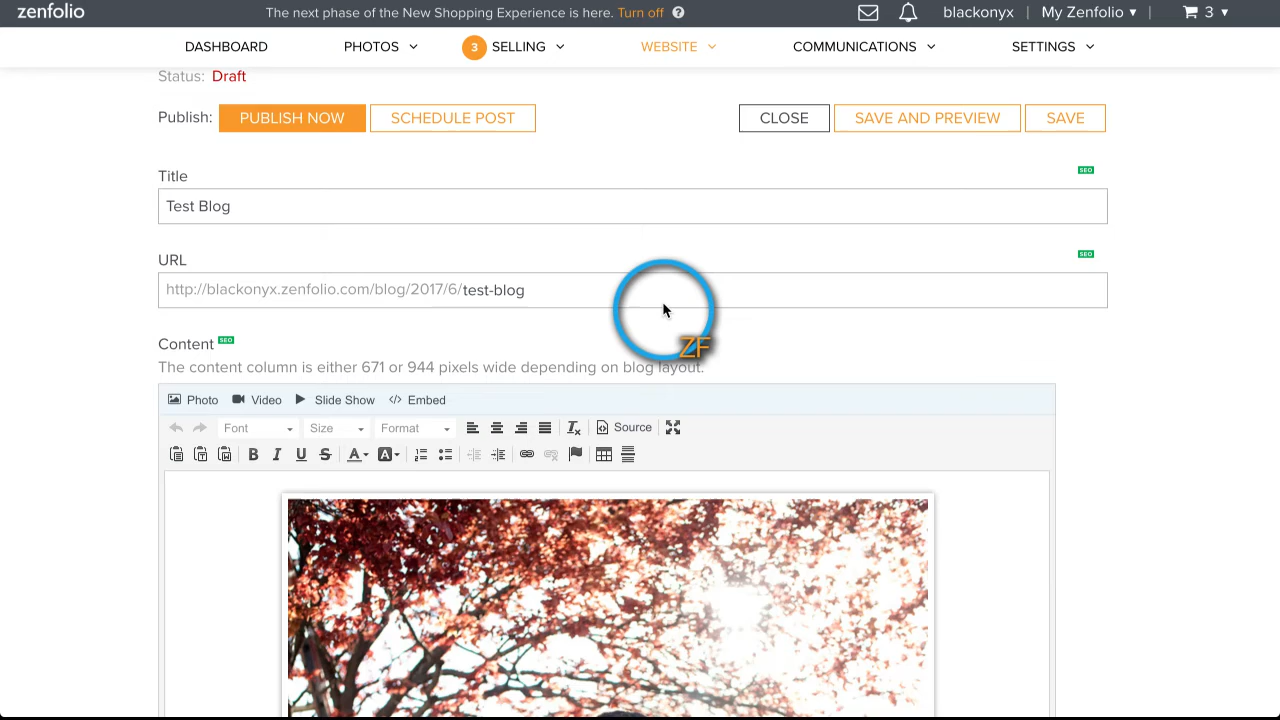 zenfolio The next phase of the New Shopping Experience is here. Turn off ? blackonyx | My Zenfolio ▾ | 3 ▾
DASHBOARD PHOTOS 3 SELLING WEBSITE COMMUNICATIONS SETTINGS
Status: Draft
Publish: PUBLISH NOW SCHEDULE POST CLOSE SAVE AND PREVIEW SAVE
Title SEO
Test Blog
URL SEO
http://blackonyx.zenfolio.com/blog/2017/6/test-blog
ZF
Content SEO
The content column is either 671 or 944 pixels wide depending on blog layout.
Photo Video Slide Show Embed
Font Size Format Source
B I U S A A